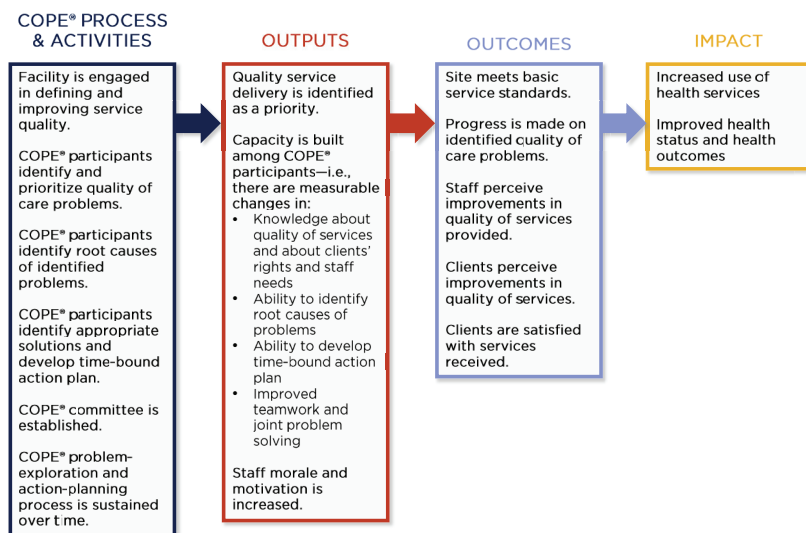 COPE® PROCESS
& ACTIVITIES
Facility is engaged
in defining and
improving service
quality.
COPE® participants
identify and
prioritize quality of
care problems.
COPE® participants
identify root causes
of identified
problems.
COPE® participants
identify appropriate
solutions and
develop time-bound
action plan.
COPE® committee is
established.
COPE® problem-
exploration and
action-planning
process is sustained
over time.
OUTPUTS
Quality service
delivery is identified
as a priority.
Capacity is built
among COPE®
participants—i.e.,
there are measurable
changes in:
• Knowledge about
quality of services
and about clients'
rights and staff
needs
• Ability to identify
root causes of
problems
• Ability to develop
time-bound action
plan
• Improved
teamwork and
joint problem
solving
Staff morale and
motivation is
increased.
OUTCOMES
Site meets basic
service standards.
Progress is made on
identified quality of
care problems.
Staff perceive
improvements in
quality of services
provided.
Clients perceive
improvements in
quality of services.
Clients are satisfied
with services
received.
IMPACT
Increased use of
health services
Improved health
status and health
outcomes